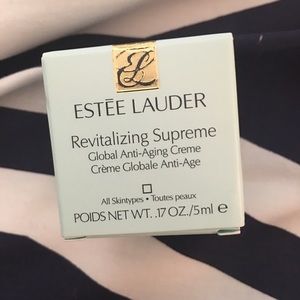 EL
ESTĒE LAUDER
Revitalizing Supreme
Global Anti-Aging Creme
Crème Globale Anti-Age
All Skintypes • Toutes peaux
POIDS NET WT. .17 OZ./5ml e